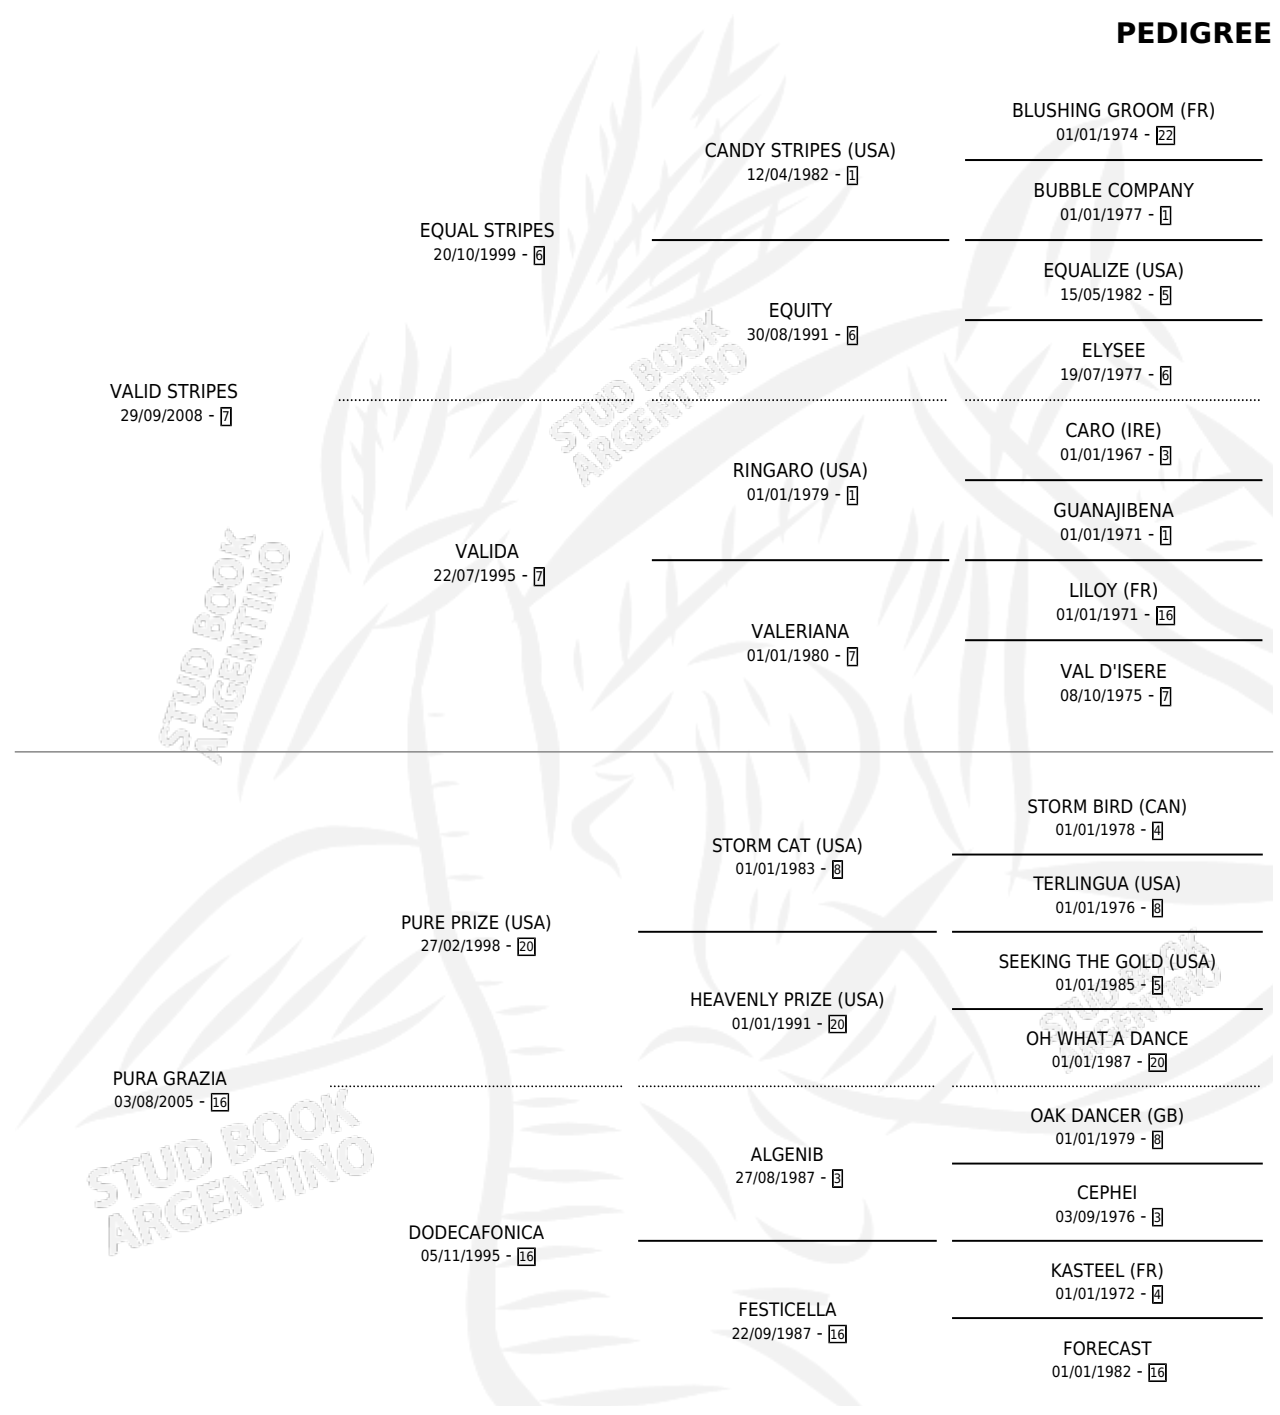 PEDIGREE
BLUSHING GROOM (FR)
01/01/1974 - 22
CANDY STRIPES (USA)
12/04/1982 - 1
BUBBLE COMPANY
01/01/1977 - 1
EQUAL STRIPES
20/10/1999 - 6
EQUALIZE (USA)
15/05/1982 - 5
EQUITY
30/08/1991 - 6
ELYSEE
19/07/1977 - 6
VALID STRIPES
29/09/2008 - 7
CARO (IRE)
01/01/1967 - 3
RINGARO (USA)
01/01/1979 - 1
GUANAJIBENA
01/01/1971 - 1
VALIDA
22/07/1995 - 7
LILOY (FR)
01/01/1971 - 16
VALERIANA
01/01/1980 - 7
VAL D'ISERE
08/10/1975 - 7
STORM BIRD (CAN)
01/01/1978 - 4
STORM CAT (USA)
01/01/1983 - 8
TERLINGUA (USA)
01/01/1976 - 8
PURE PRIZE (USA)
27/02/1998 - 20
SEEKING THE GOLD (USA)
01/01/1985 - 5
HEAVENLY PRIZE (USA)
01/01/1991 - 20
OH WHAT A DANCE
01/01/1987 - 20
PURA GRAZIA
03/08/2005 - 16
OAK DANCER (GB)
01/01/1979 - 8
ALGENIB
27/08/1987 - 3
CEPHEI
03/09/1976 - 3
DODECAFONICA
05/11/1995 - 16
KASTEEL (FR)
01/01/1972 - 4
FESTICELLA
22/09/1987 - 16
FORECAST
01/01/1982 - 16
STUD BOOK
ARGENTINO
STUD BOOK
ARGENTINO
STUD BOOK
ARGENTINO
STUD BOOK
ARGENTINO